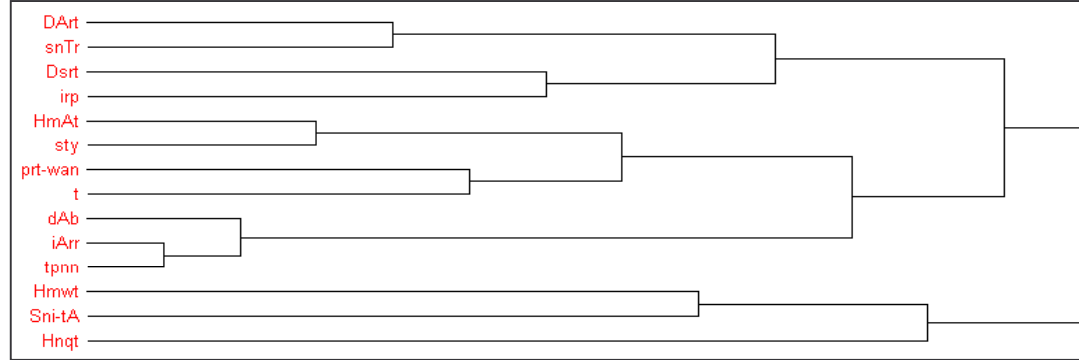 DArt
snTr
Dsrt
irp
HmAt
sty
prt-wan
t
dAb
iArr
tpnn
Hmwt
Sni-tA
Hnqt